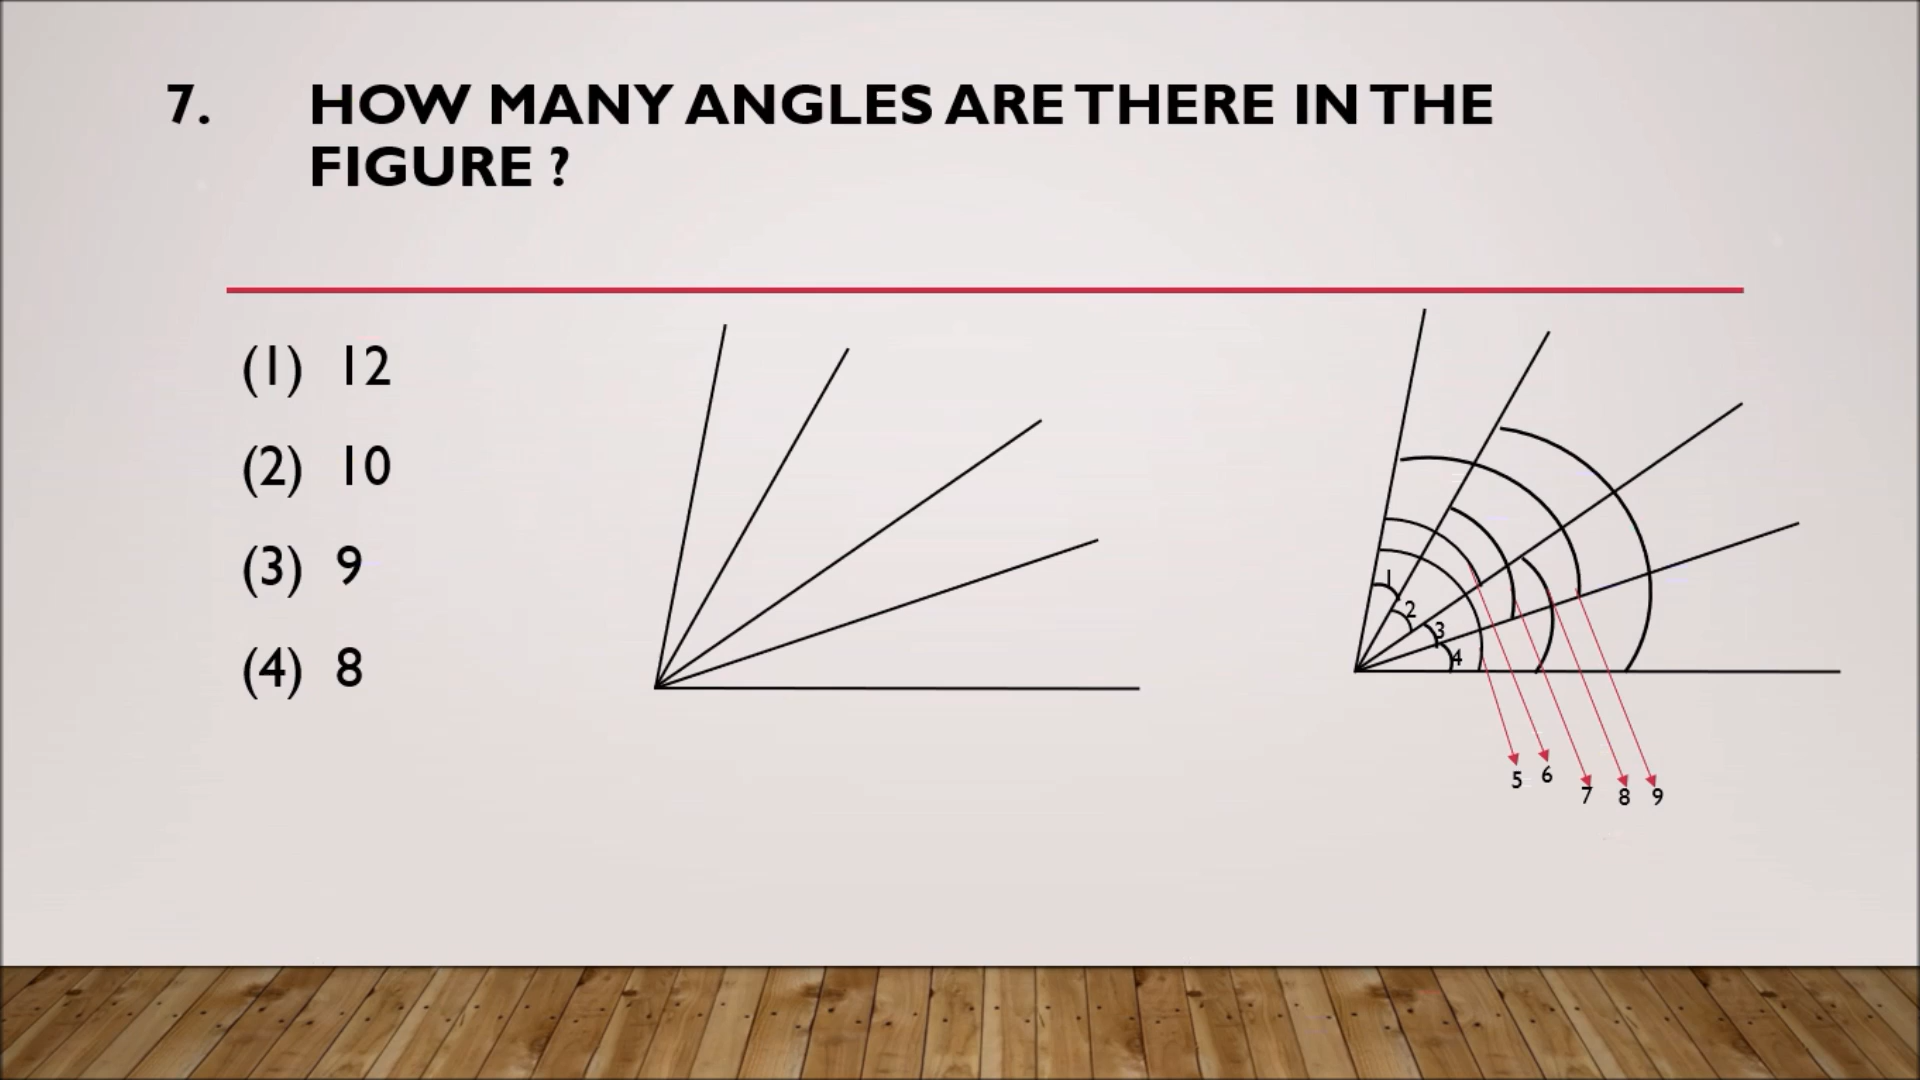 7. HOW MANY ANGLES ARE THERE IN THE
FIGURE ?
(1) 12
(2) 10
(3) 9
(4) 8
1
2
3
4
5 6 7 8 9